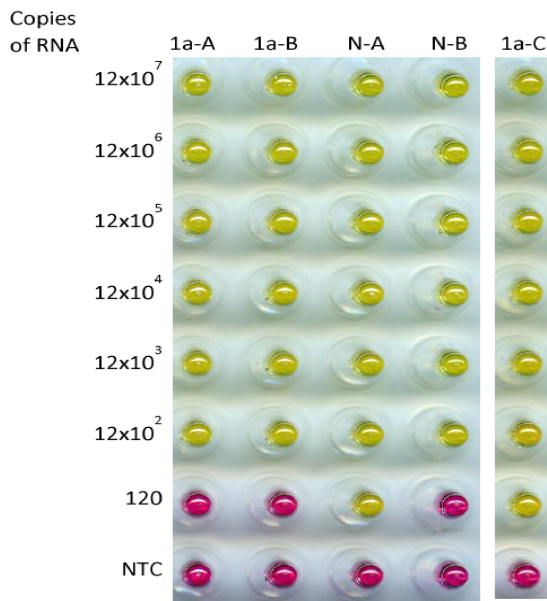 Copies
of RNA
1a-A 1a-B N-A N-B 1a-C
12x10⁷
12x10⁶
12x10⁵
12x10⁴
12x10³
12x10²
120
NTC